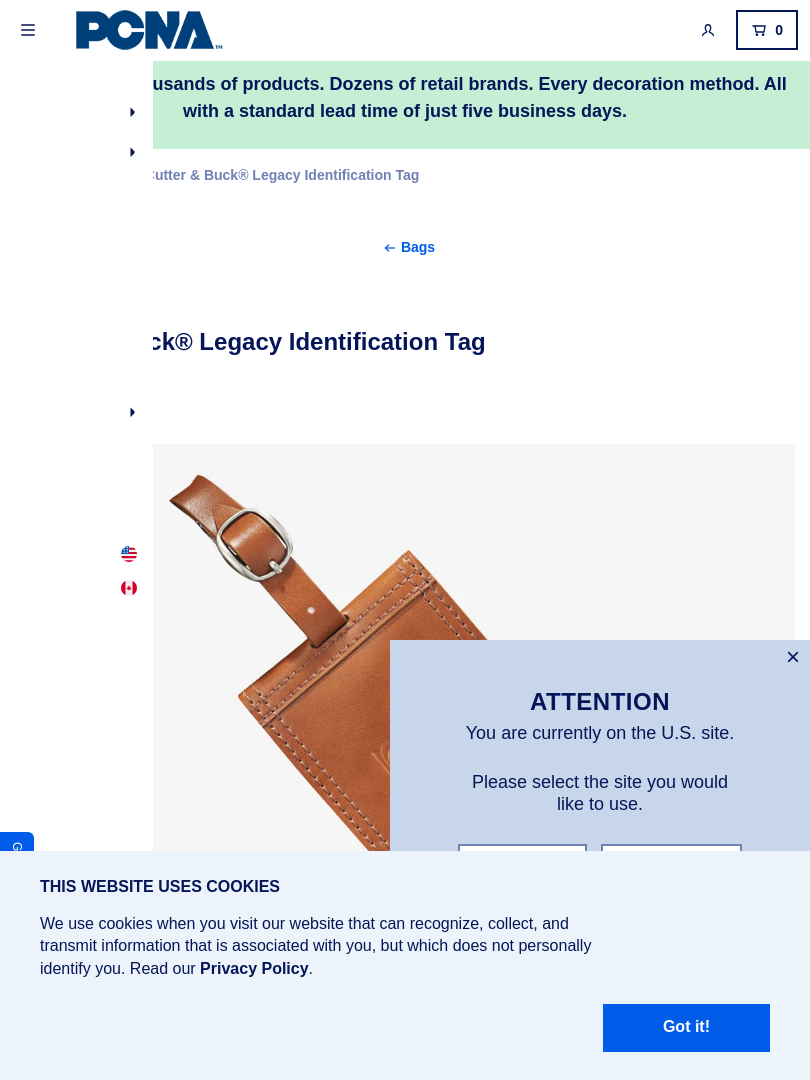 PCNA™
0
usands of products. Dozens of retail brands. Every decoration method. All
with a standard lead time of just five business days.
Cutter & Buck® Legacy Identification Tag
← Bags
ck® Legacy Identification Tag
ATTENTION
You are currently on the U.S. site.
Please select the site you would
like to use.
G
THIS WEBSITE USES COOKIES
We use cookies when you visit our website that can recognize, collect, and
transmit information that is associated with you, but which does not personally
identify you. Read our Privacy Policy.
Got it!